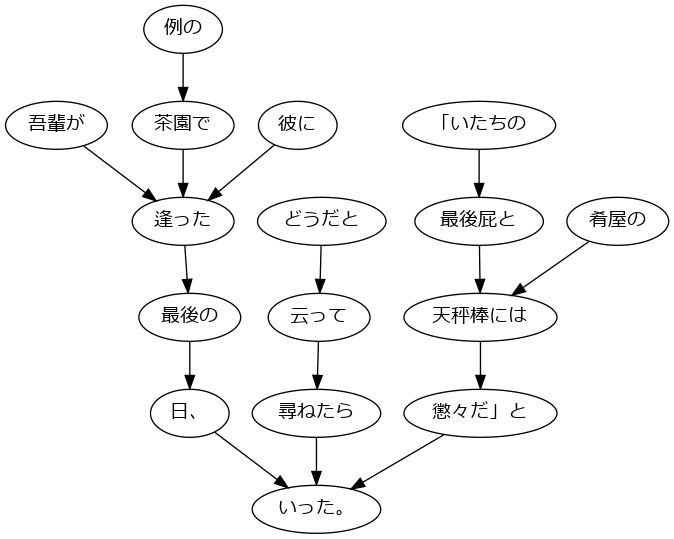 例の
吾輩が
茶園で
彼に
「いたちの
逢った
どうだと
最後屁と
肴屋の
最後の
云って
天秤棒には
日、
尋ねたら
懲々だ」と
いった。